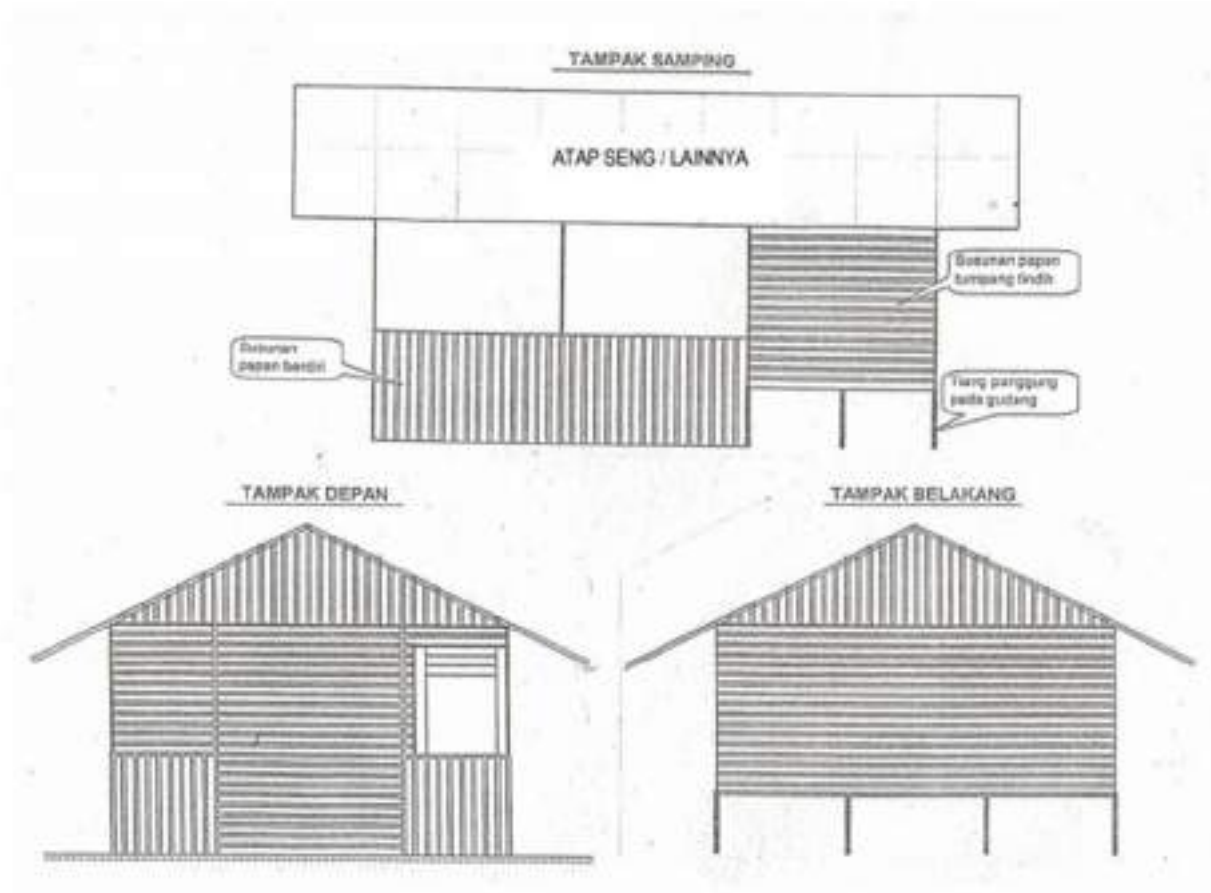 TAMPAK SAMPING
ATAP SENG / LAINNYA
Susunan papan
tumpang tindih
Susunan
papan berdiri
Tiang panggung
pada gudang
TAMPAK DEPAN
TAMPAK BELAKANG